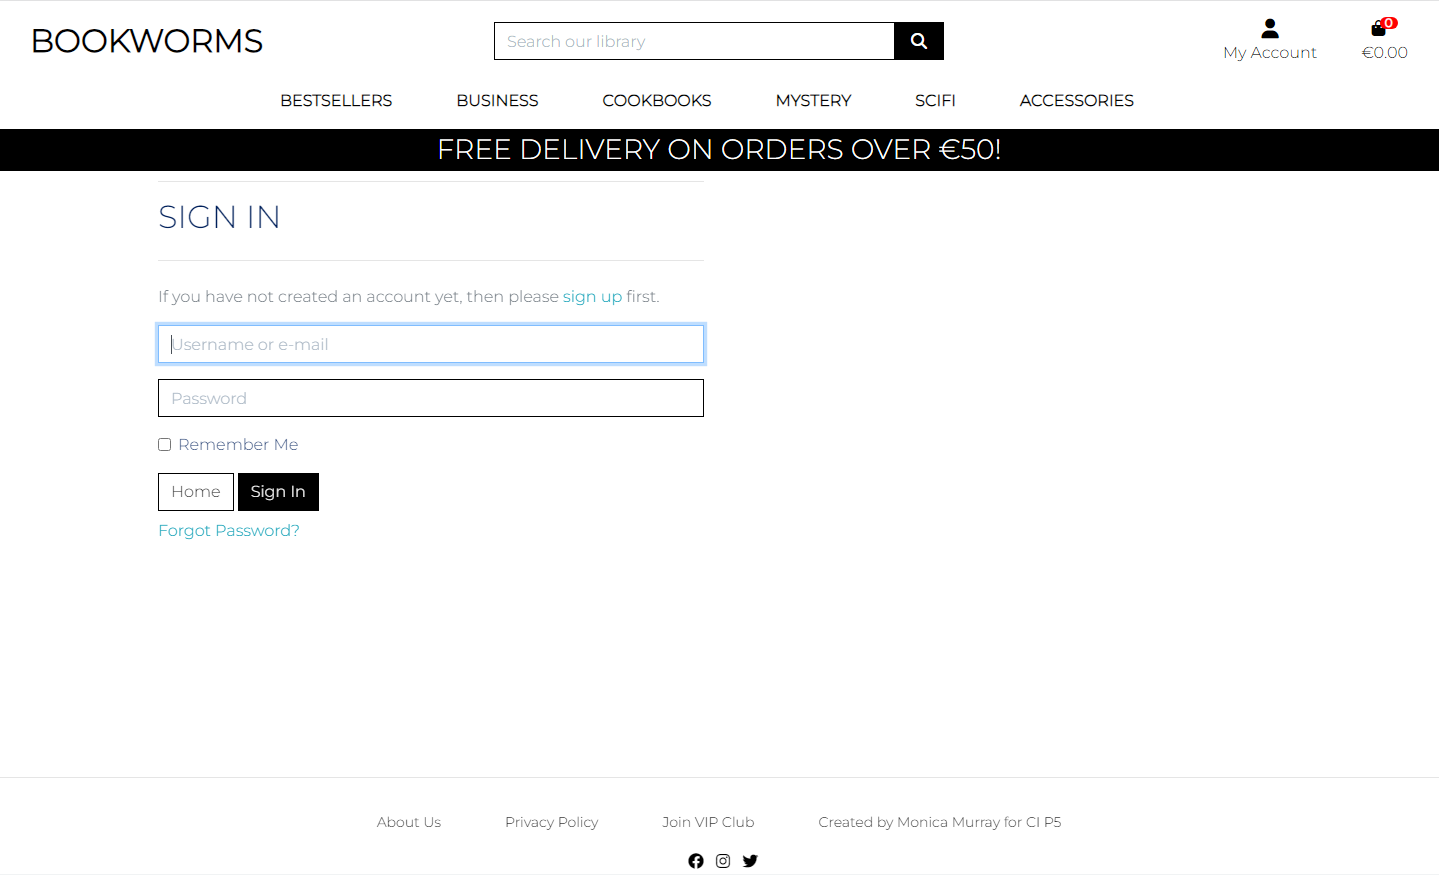 BOOKWORMS
Search our library
My Account
0
€0.00
BESTSELLERS BUSINESS COOKBOOKS MYSTERY SCIFI ACCESSORIES
FREE DELIVERY ON ORDERS OVER €50!
SIGN IN
If you have not created an account yet, then please sign up first.
Username or e-mail
Password
Remember Me
Home Sign In
Forgot Password?
About Us Privacy Policy Join VIP Club Created by Monica Murray for CI P5